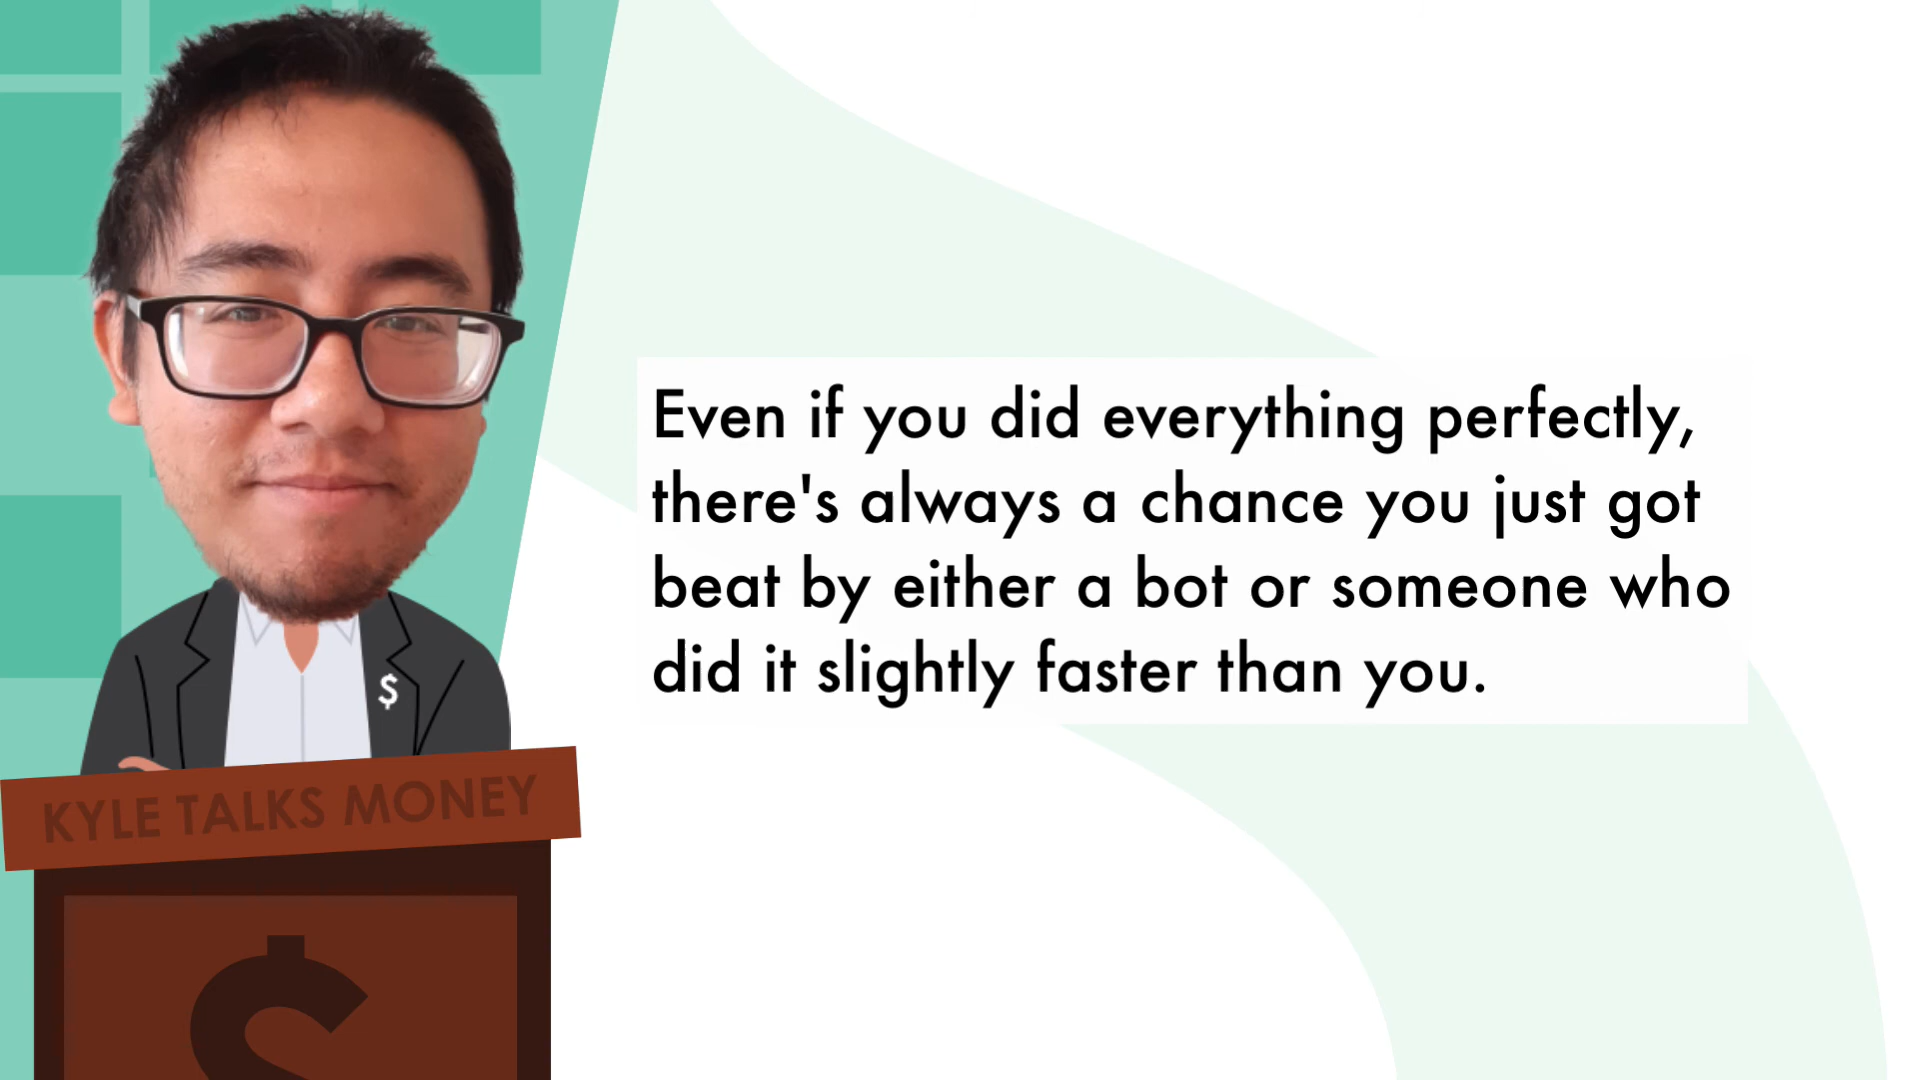 Even if you did everything perfectly,
there's always a chance you just got
beat by either a bot or someone who
did it slightly faster than you.
$
KYLE TALKS MONEY
$